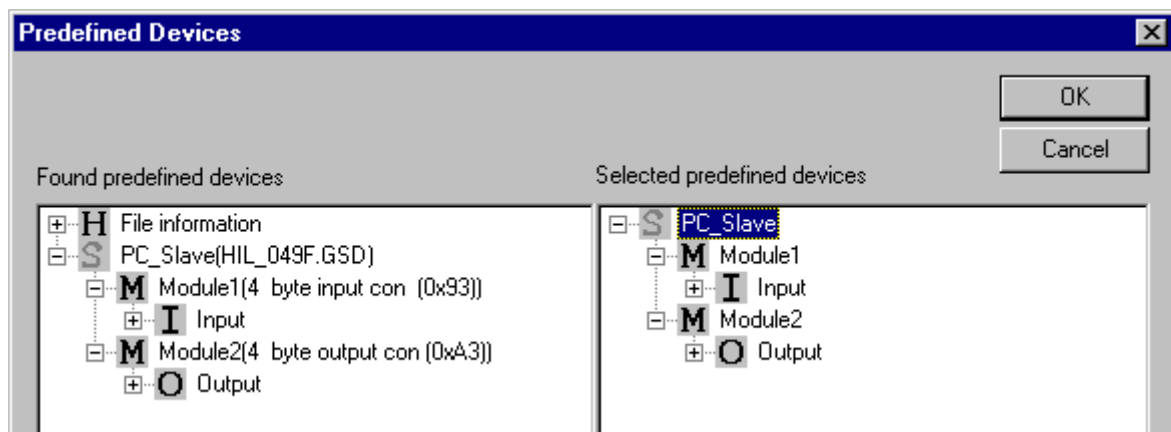 Predefined Devices
OK
Cancel
Found predefined devices
Selected predefined devices
H File information
S PC_Slave(HIL_049F.GSD)
M Module1(4 byte input con (0x93))
I Input
M Module2(4 byte output con (0xA3))
O Output
S PC_Slave
M Module1
I Input
M Module2
O Output